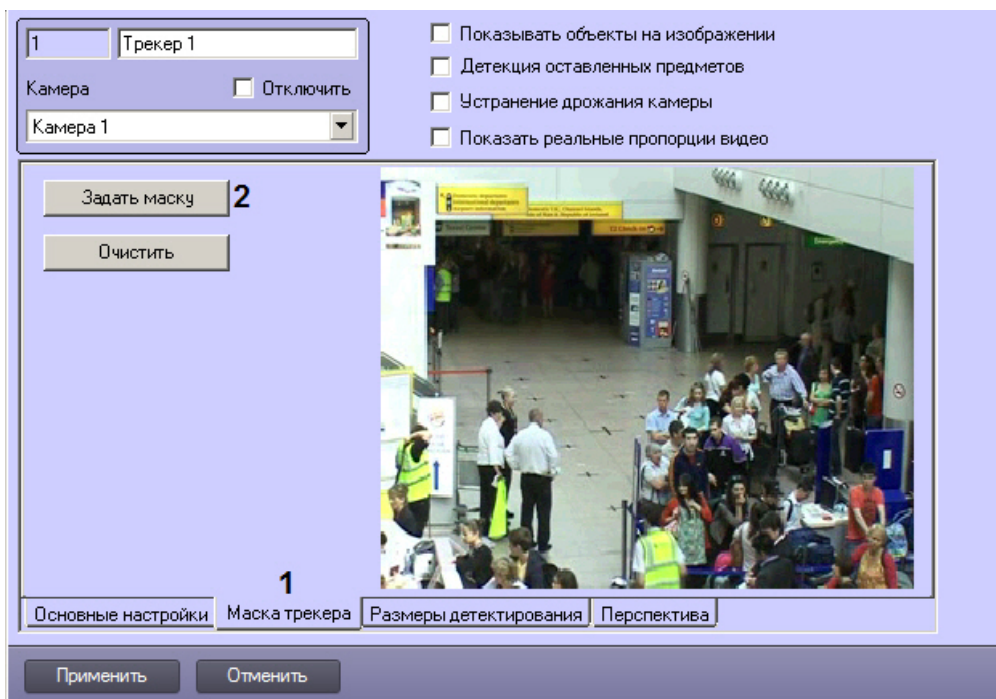 1
Трекер 1
Камера
Отключить
Камера 1
Показывать объекты на изображении
Детекция оставленных предметов
Устранение дрожания камеры
Показать реальные пропорции видео
Задать маску
2
Очистить
1
Основные настройки
Маска трекера
Размеры детектирования
Перспектива
Применить
Отменить